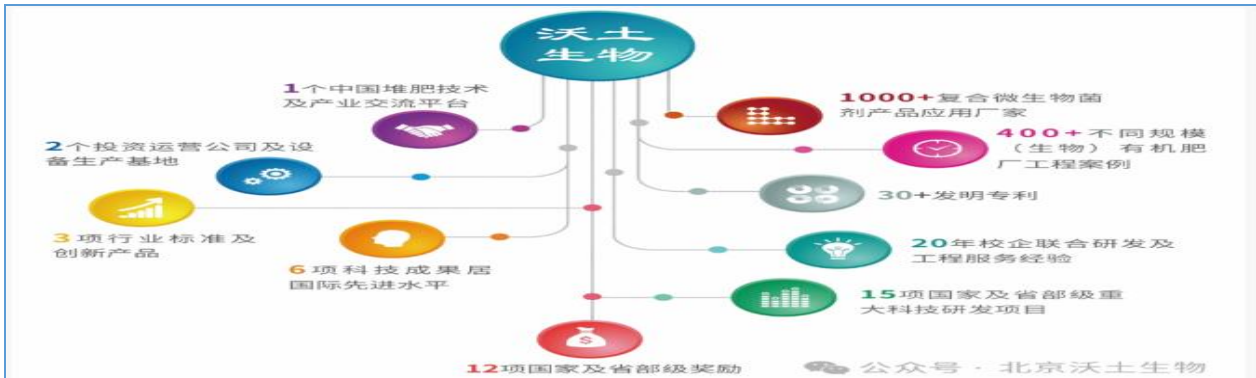 沃土
生物
1个中国堆肥技术
及产业交流平台
2个投资运营公司及设
备生产基地
3项行业标准及
创新产品
6项科技成果居
国际先进水平
12项国家及省部级奖励
1000+复合微生物菌
剂产品应用厂家
400+不同规模
（生物）有机肥
厂工程案例
30+发明专利
20年校企联合研发及
工程服务经验
15项国家及省部级重
大科技研发项目
$
公众号·北京沃土生物